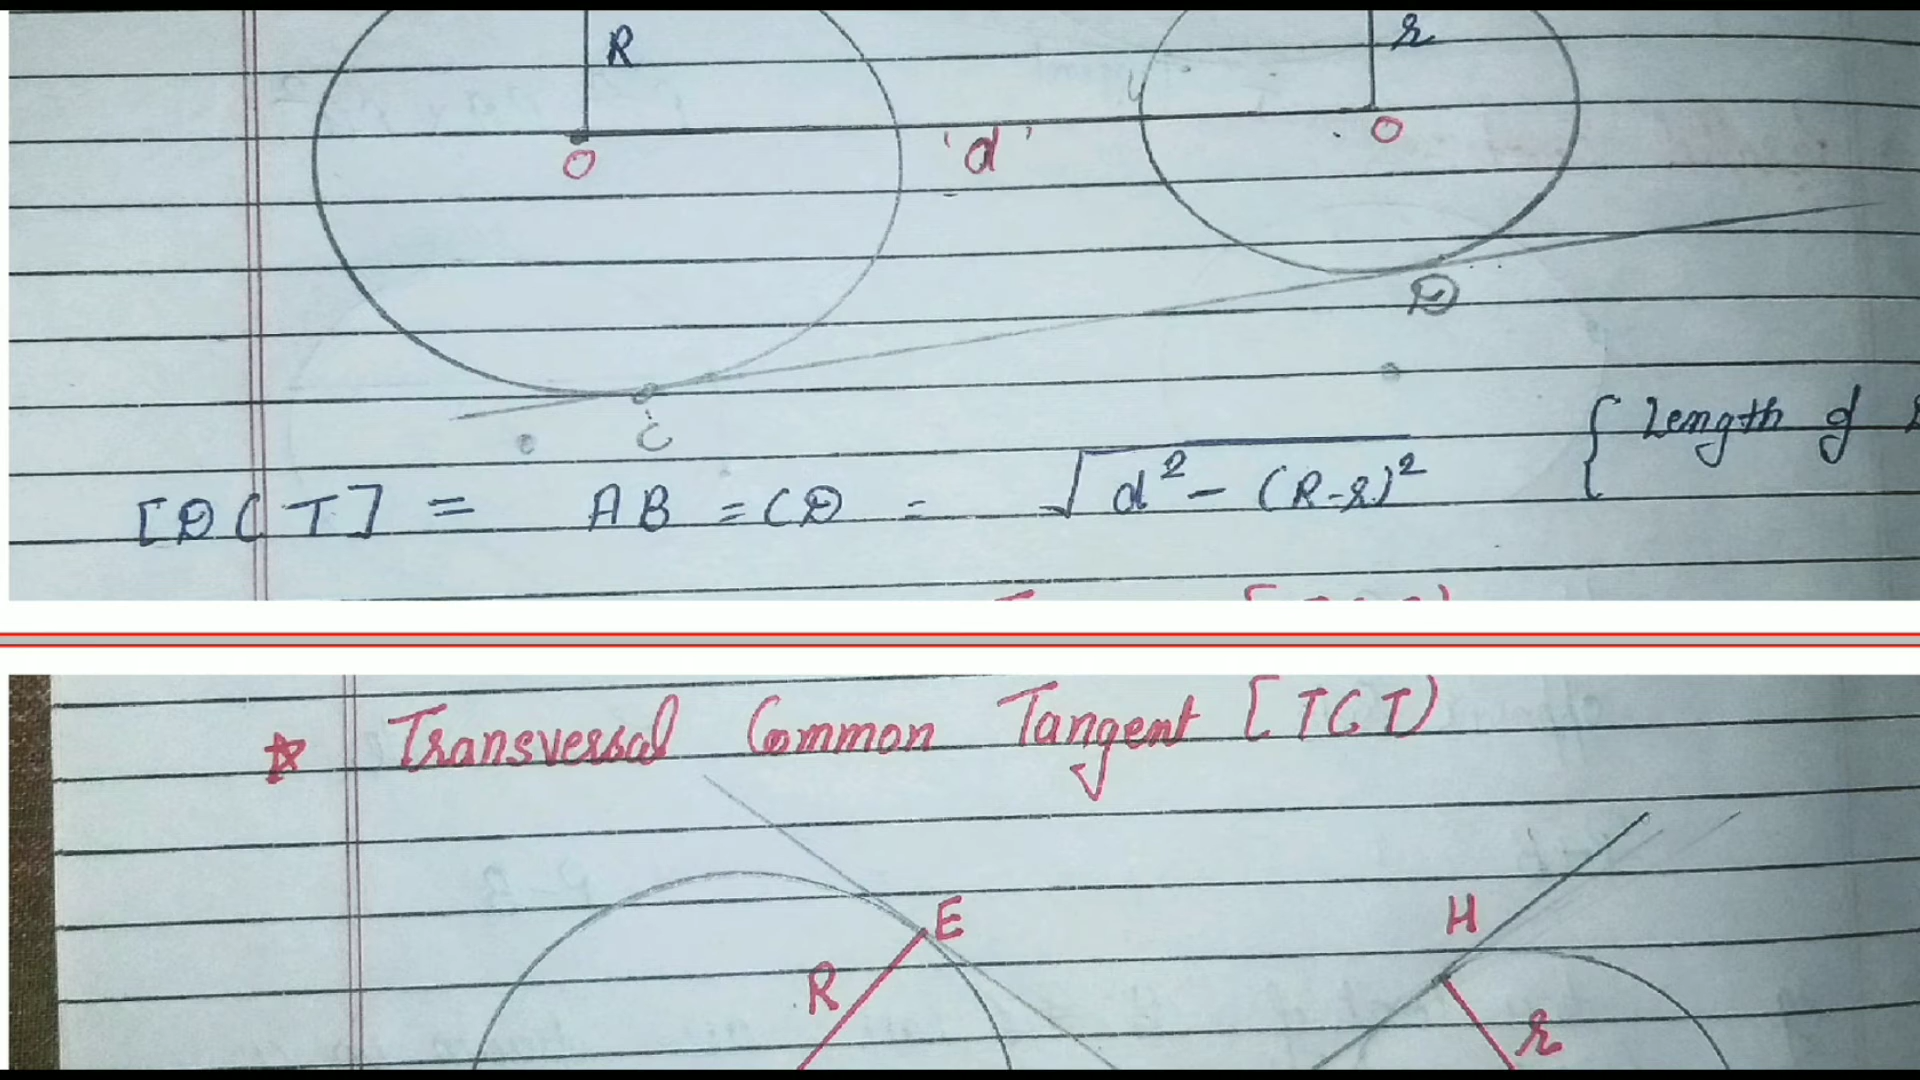 R r
O 'd' O
D
C
[DCT] = AB = CD = √d² - (R-r)² { Length of
☆ Transversal Common Tangent [TCT)
E H
R r